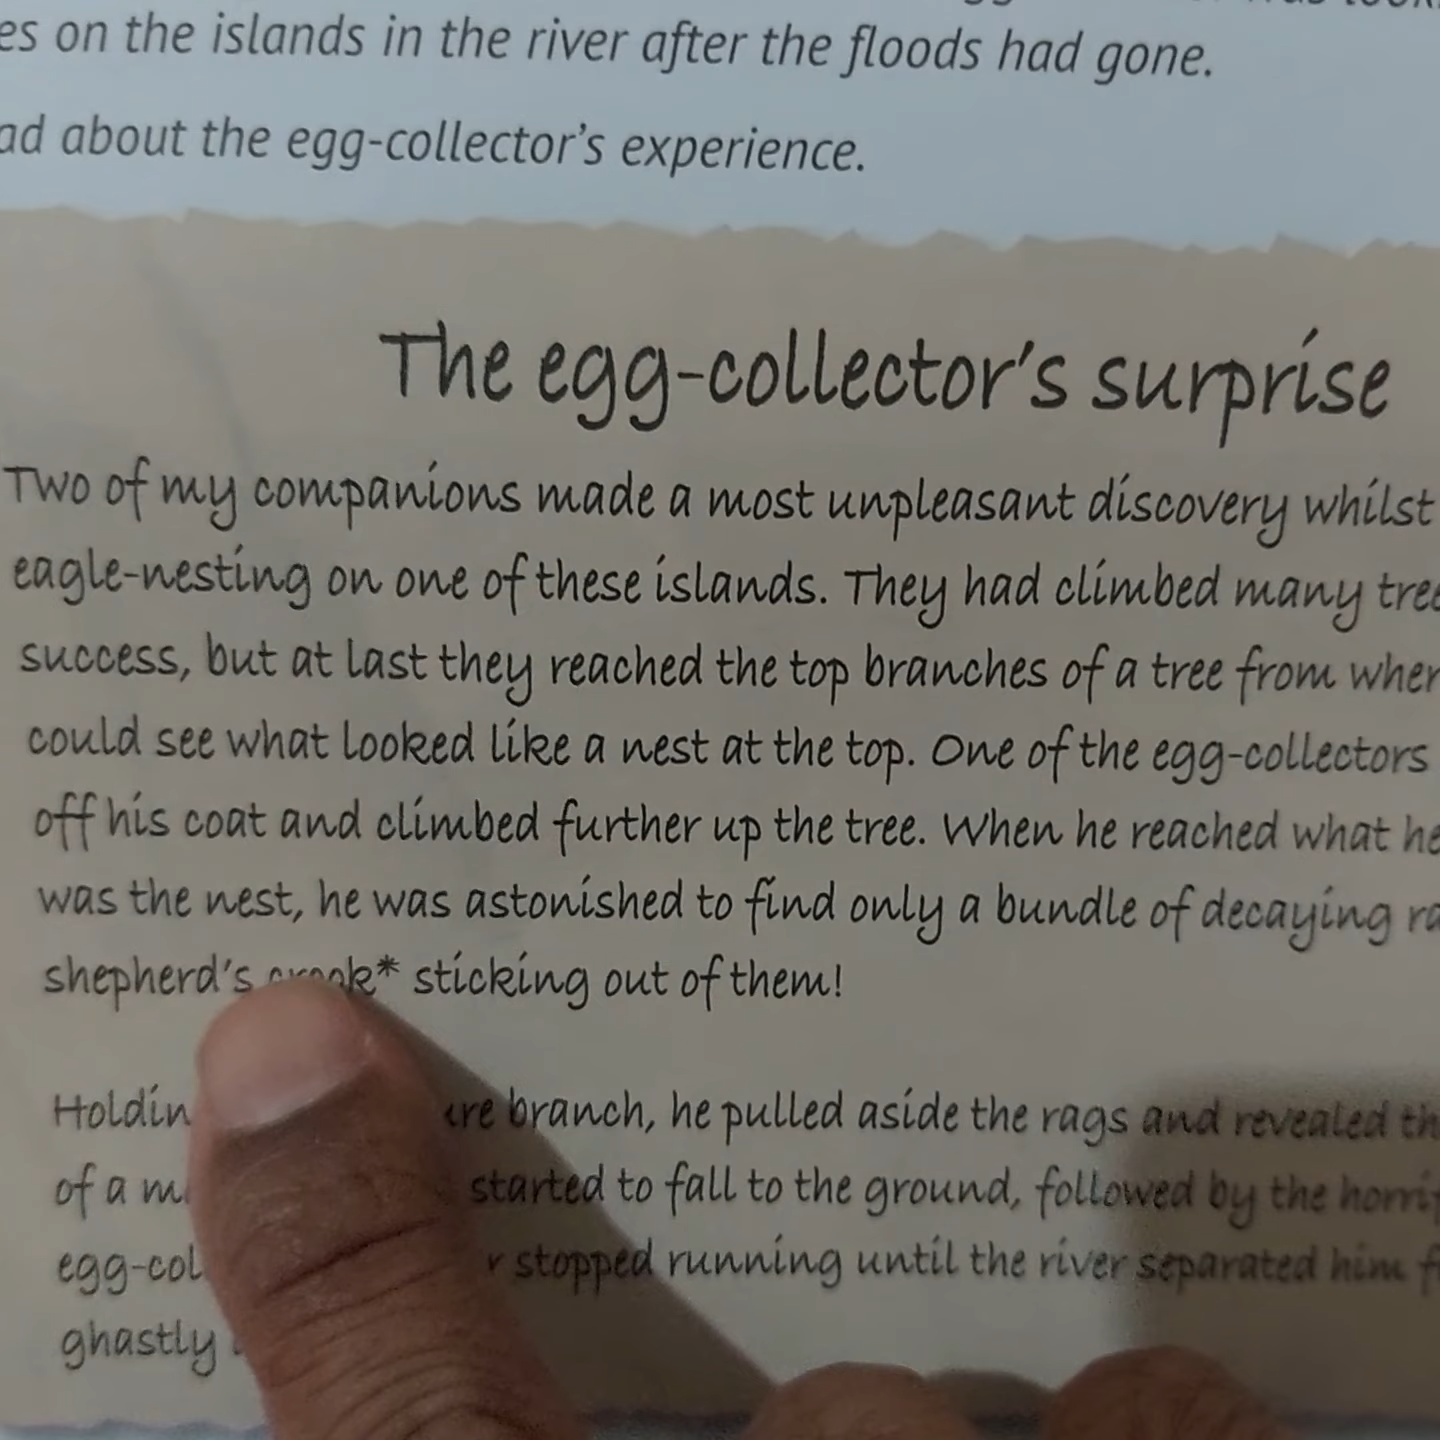 es on the islands in the river after the floods had gone.
ad about the egg-collector's experience.
The egg-collector's surprise
Two of my companions made a most unpleasant discovery whilst
eagle-nesting on one of these islands. They had climbed many tree
success, but at last they reached the top branches of a tree from wher
could see what looked like a nest at the top. One of the egg-collectors
off his coat and climbed further up the tree. When he reached what he
was the nest, he was astonished to find only a bundle of decaying ra
shepherd's crook* sticking out of them!
Holdin branch, he pulled aside the rags and revealed th
of a m started to fall to the ground, followed by the horrif
egg-col r stopped running until the river separated him f
ghastly